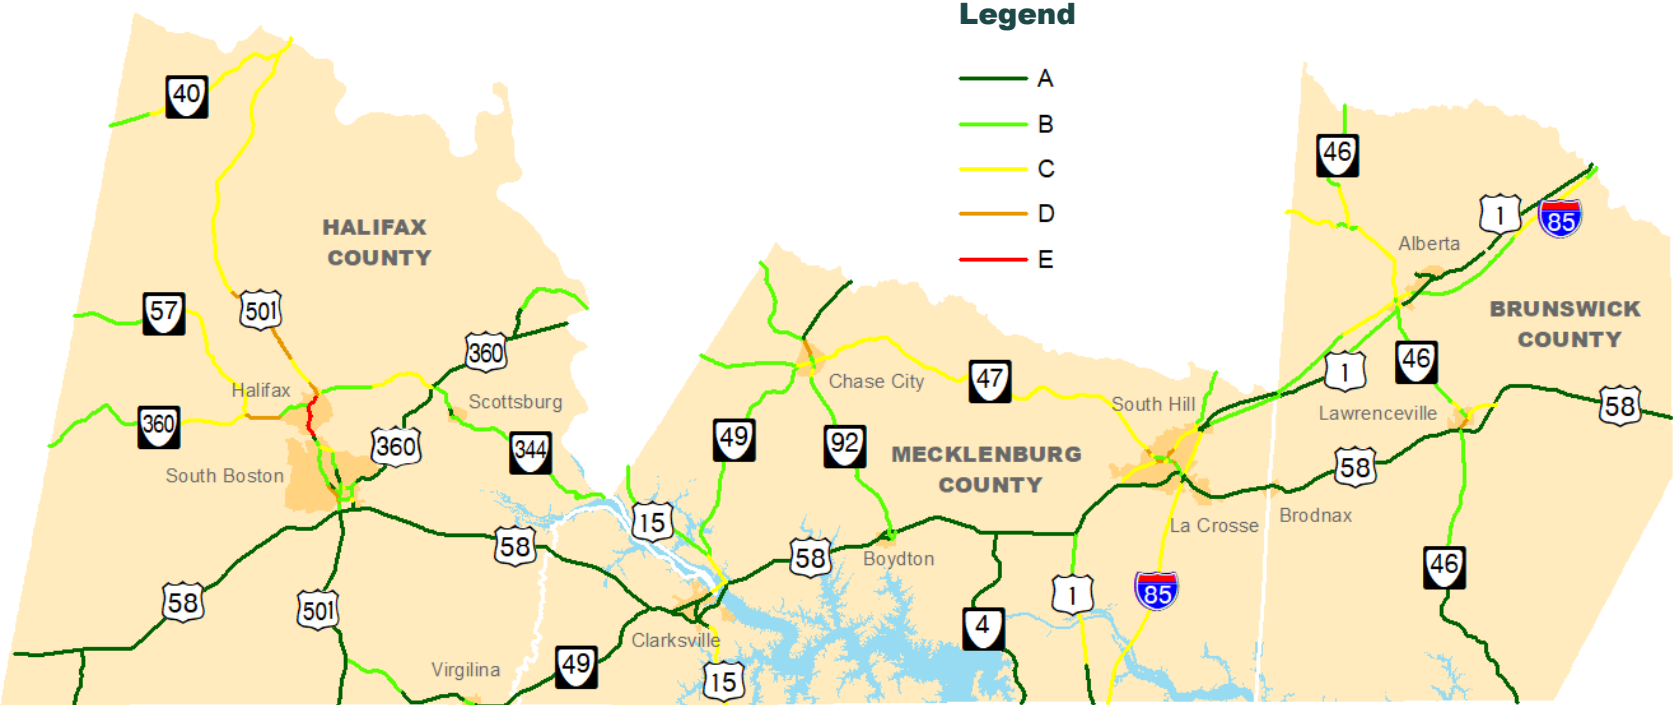 Legend
A
B
C
D
E
40
HALIFAX
COUNTY
57
501
360
Halifax
Scottsburg
360
360
344
South Boston
58
58
501
Virgilina
49
15
Clarksville
15
49
92
Chase City
47
MECKLENBURG
COUNTY
58
Boydton
4
1
85
South Hill
La Crosse
Brodnax
46
1
85
Alberta
BRUNSWICK
COUNTY
1
46
Lawrenceville
58
58
46